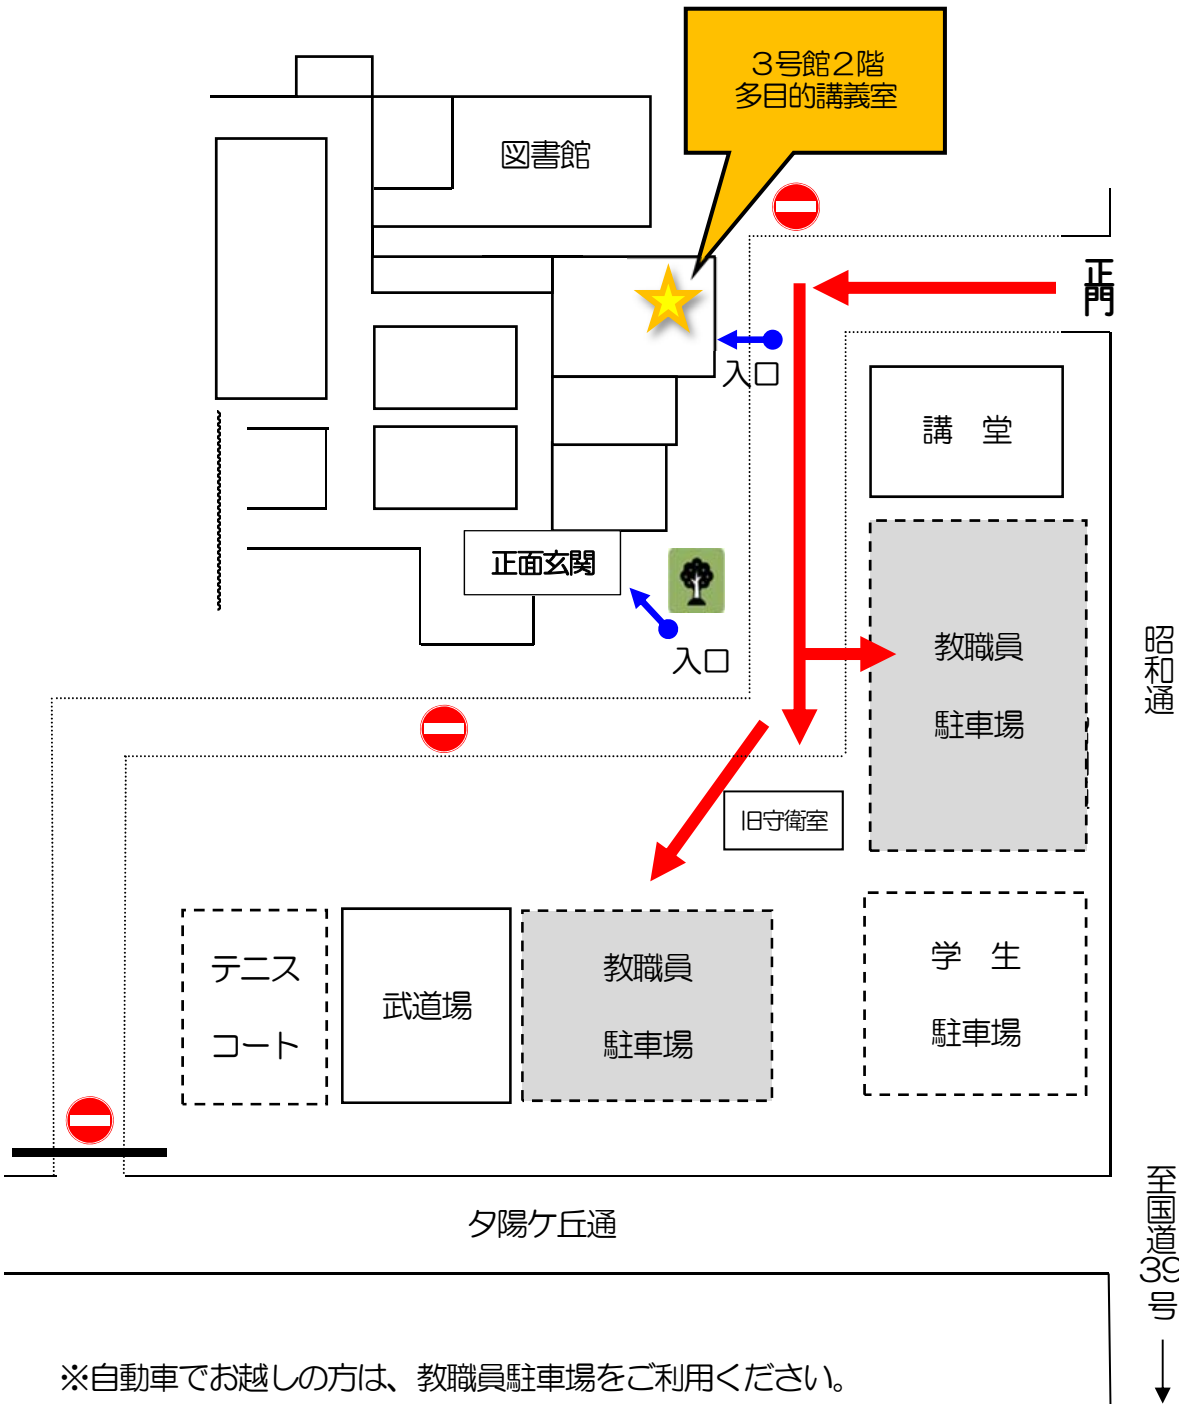 3号館2階
多目的講義室
図書館
正門
入口
講 堂
正面玄関
入口
教職員
駐車場
昭和通
旧守衛室
テニス
コート
武道場
教職員
駐車場
学 生
駐車場
夕陽ケ丘通
至国道39号
※自動車でお越しの方は、教職員駐車場をご利用ください。